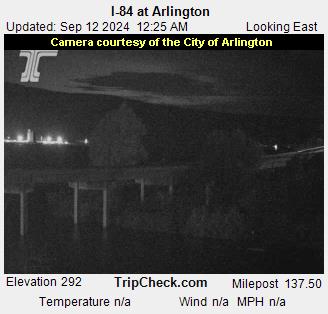 I-84 at Arlington
Updated: Sep 12 2024 12:25 AM Looking East
Camera courtesy of the City of Arlington
Elevation 292 TripCheck.com Milepost 137.50
Temperature n/a Wind n/a MPH n/a